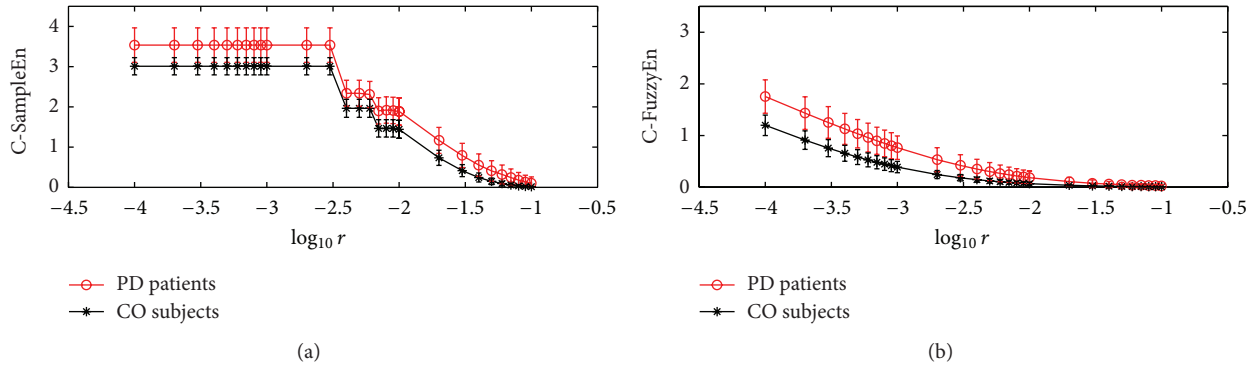 C-SampleEn
4
3
2
1
0
−4.5 −4 −3.5 −3 −2.5 −2 −1.5 −1 −0.5
log10 r
PD patients
CO subjects
(a)
C-FuzzyEn
3
2
1
0
−4.5 −4 −3.5 −3 −2.5 −2 −1.5 −1 −0.5
log10 r
PD patients
CO subjects
(b)